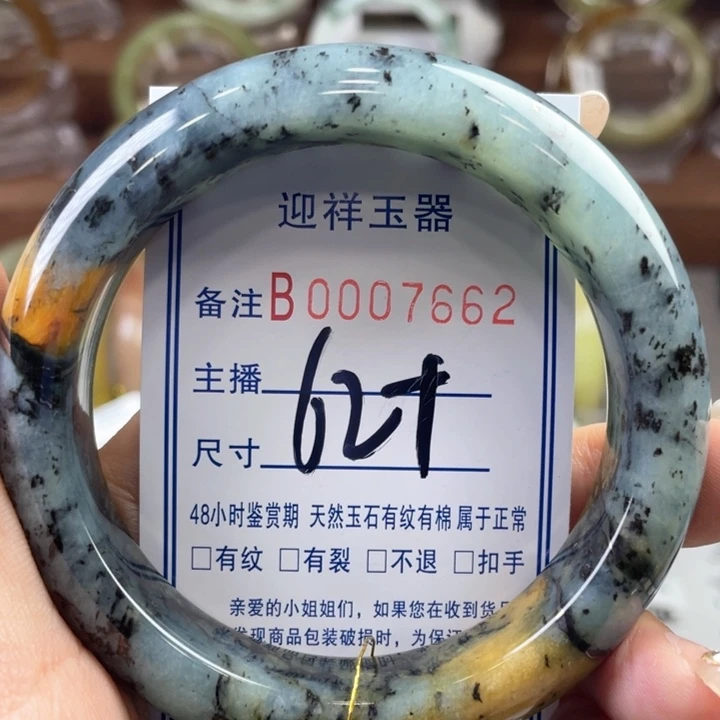 迎祥玉器
备注B0007662
主播
尺寸
62+
48小时鉴赏期 天然玉石有纹有棉 属于正常
□有纹 □有裂 □不退 □扣手
亲爱的小姐姐们，如果您在收到货
发现商品包装破损时，为保证